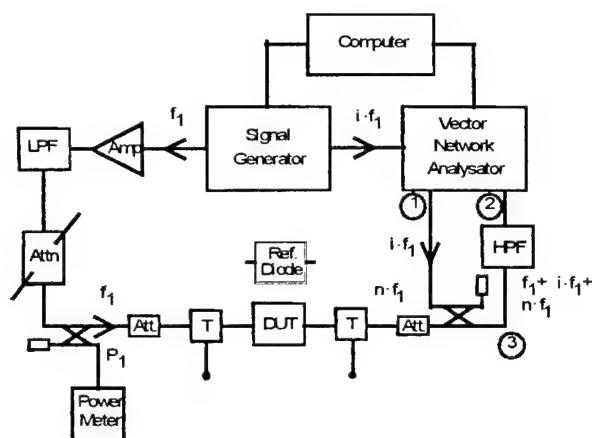 Computer
f1
i·f1
LPF
Amp
Signal
Generator
Vector
Network
Analysator
1
2
Attn
i·f1
HPF
Ref.
Diode
f1
n·f1
f1+ i·f1+
n·f1
Att.
T
DUT
T
Att.
3
P1
Power
Meter